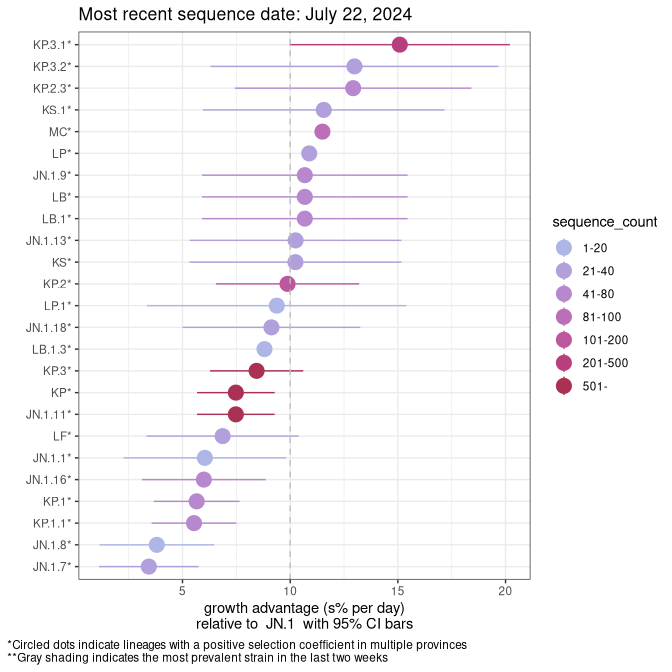 Most recent sequence date: July 22, 2024
KP.3.1*
KP.3.2*
KP.2.3*
KS.1*
MC*
LP*
JN.1.9*
LB*
LB.1*
JN.1.13*
KS*
KP.2*
LP.1*
JN.1.18*
LB.1.3*
KP.3*
KP*
JN.1.11*
LF*
JN.1.1*
JN.1.16*
KP.1*
KP.1.1*
JN.1.8*
JN.1.7*
5 10 15 20
growth advantage (s% per day)
relative to JN.1 with 95% CI bars
sequence_count
1-20
21-40
41-80
81-100
101-200
201-500
501-
*Circled dots indicate lineages with a positive selection coefficient in multiple provinces
**Gray shading indicates the most prevalent strain in the last two weeks